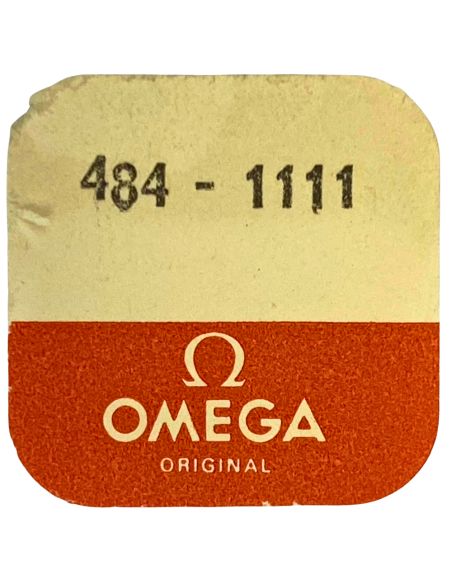 484 - 1111
Ω
OMEGA
ORIGINAL